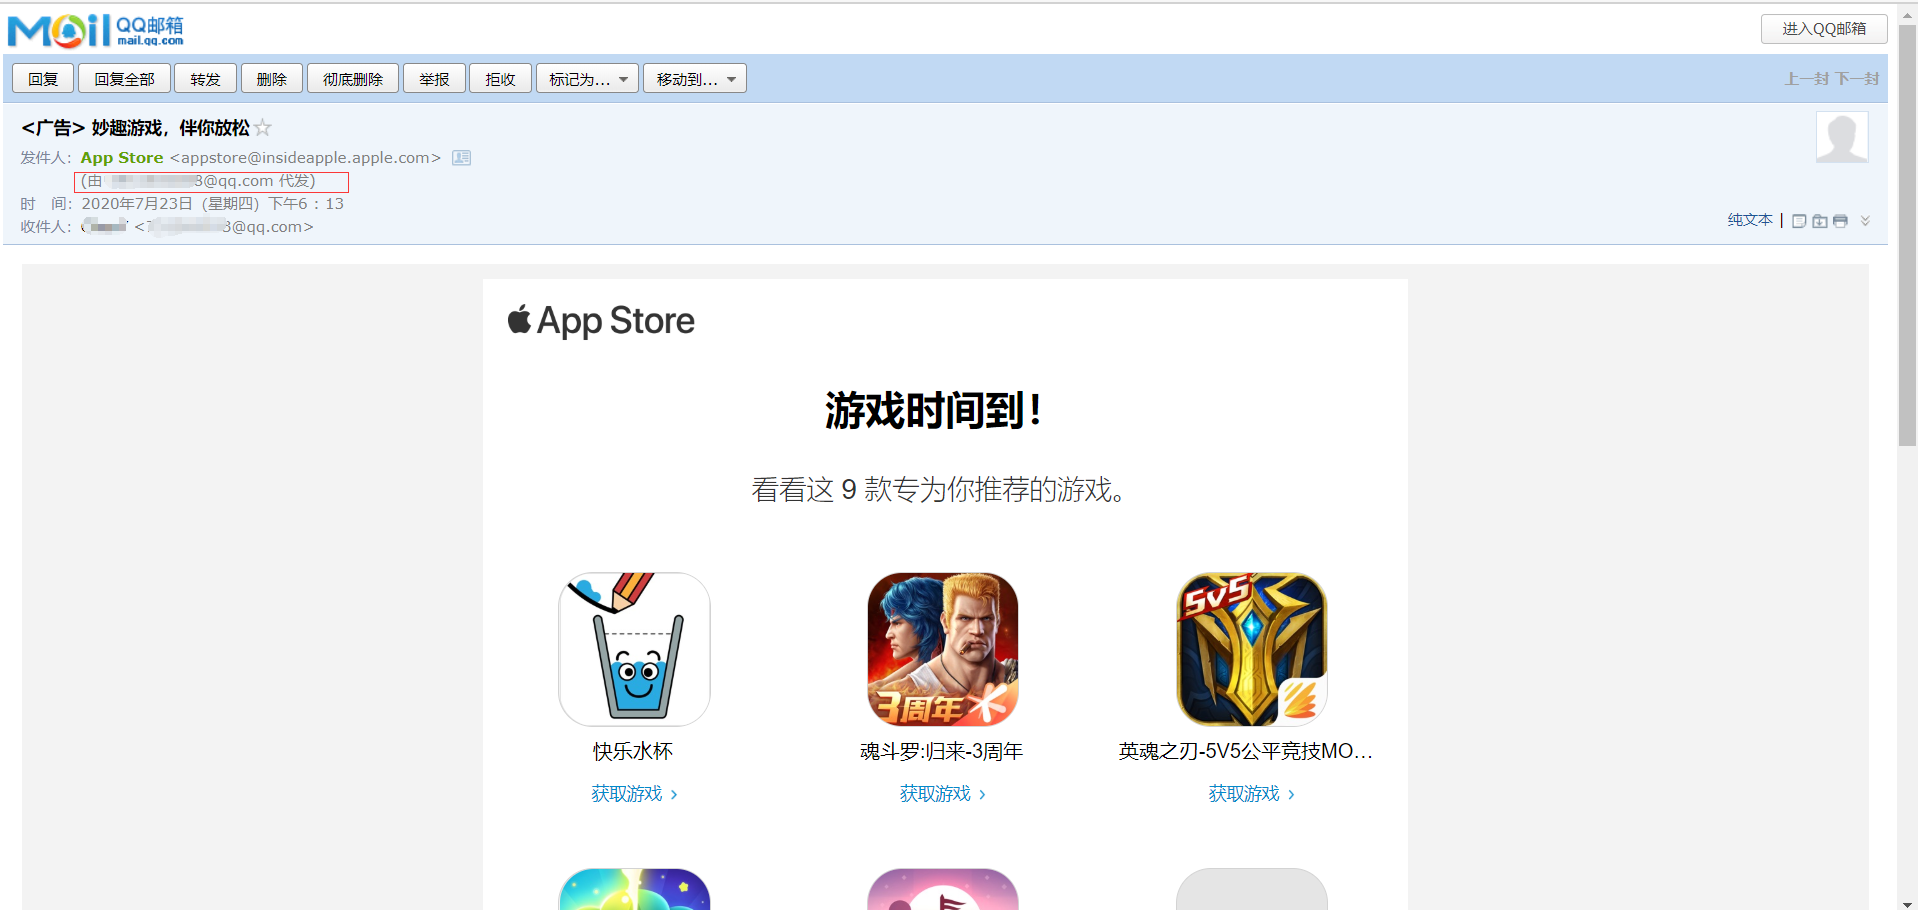 Mail QQ邮箱
mail.qq.com
进入QQ邮箱
回复 回复全部 转发 删除 彻底删除 举报 拒收 标记为... 移动到... 上一封 下一封
<广告> 妙趣游戏，伴你放松
发件人： App Store <appstore@insideapple.apple.com>
(由 3@qq.com 代发)
时 间： 2020年7月23日（星期四）下午6：13
收件人： < 3@qq.com>
纯文本 |
App Store
游戏时间到！
看看这 9 款专为你推荐的游戏。
3周年
5v5
快乐水杯
魂斗罗:归来-3周年
英魂之刃-5V5公平竞技MO...
获取游戏 ›
获取游戏 ›
获取游戏 ›